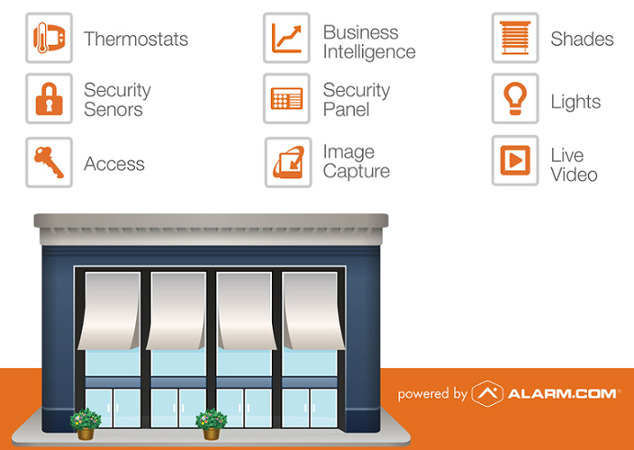 Thermostats
Business
Intelligence
Shades
Security
Senors
Security
Panel
Lights
Access
Image
Capture
Live
Video
powered by ALARM.COM®